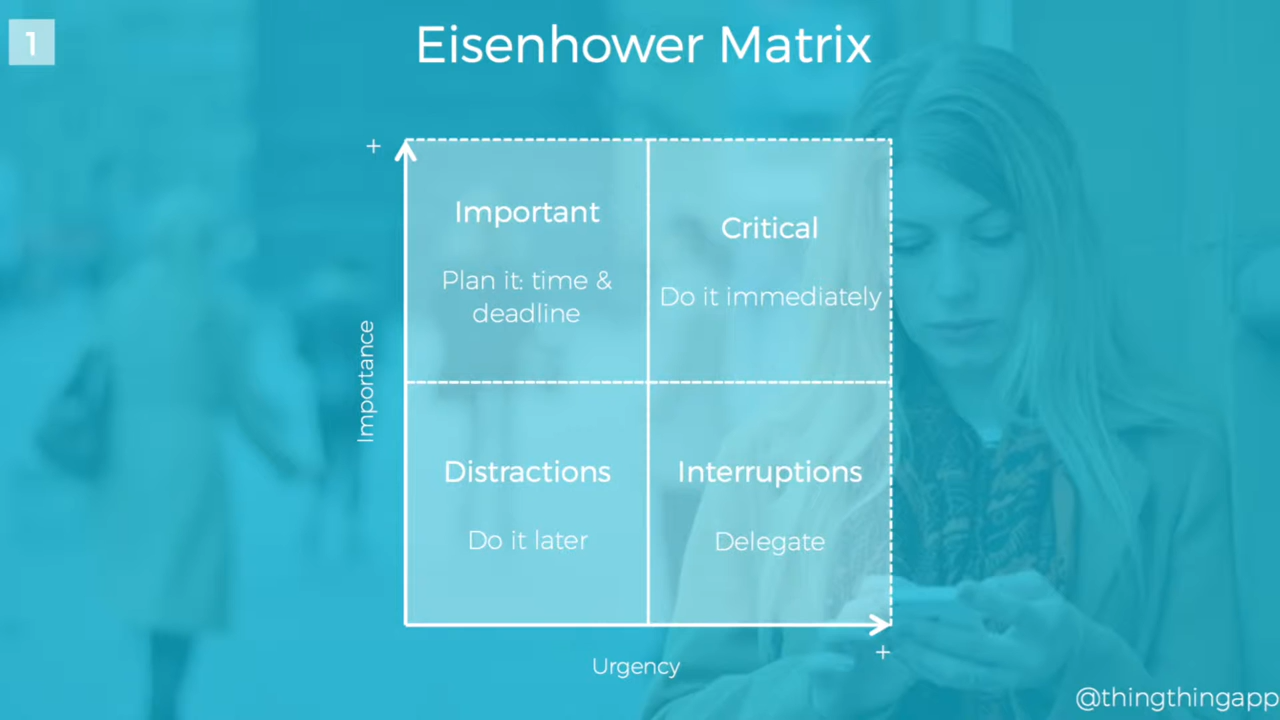 1
Eisenhower Matrix
+
Important
Plan it: time &
deadline
Critical
Do it immediately
Importance
Distractions
Do it later
Interruptions
Delegate
+
Urgency
@thingthingapp